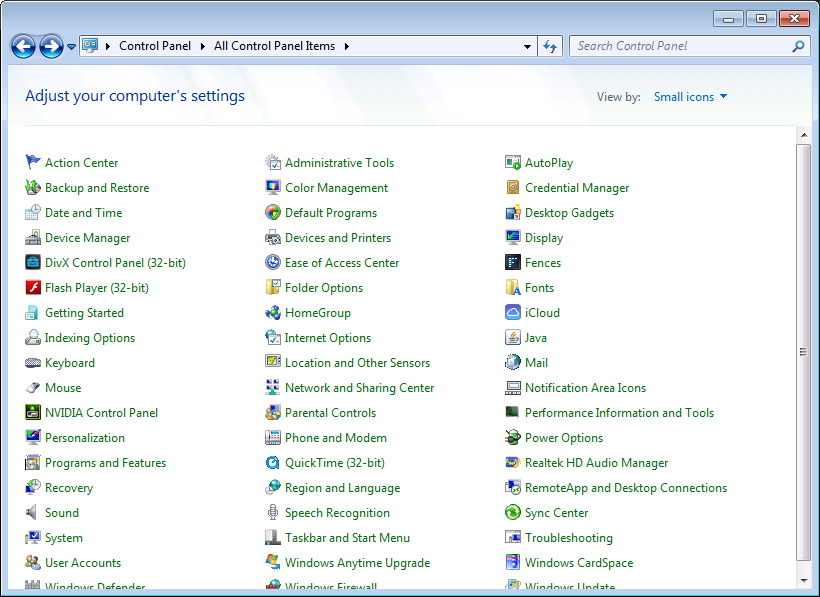 Control Panel All Control Panel Items
Search Control Panel
Adjust your computer's settings
View by: Small icons
Action Center Administrative Tools AutoPlay
Backup and Restore Color Management Credential Manager
Date and Time Default Programs Desktop Gadgets
Device Manager Devices and Printers Display
DivX Control Panel (32-bit) Ease of Access Center Fences
Flash Player (32-bit) Folder Options Fonts
Getting Started HomeGroup iCloud
Indexing Options Internet Options Java
Keyboard Location and Other Sensors Mail
Mouse Network and Sharing Center Notification Area Icons
NVIDIA Control Panel Parental Controls Performance Information and Tools
Personalization Phone and Modem Power Options
Programs and Features QuickTime (32-bit) Realtek HD Audio Manager
Recovery Region and Language RemoteApp and Desktop Connections
Sound Speech Recognition Sync Center
System Taskbar and Start Menu Troubleshooting
User Accounts Windows Anytime Upgrade Windows CardSpace
Windows Defender Windows Firewall Windows Update